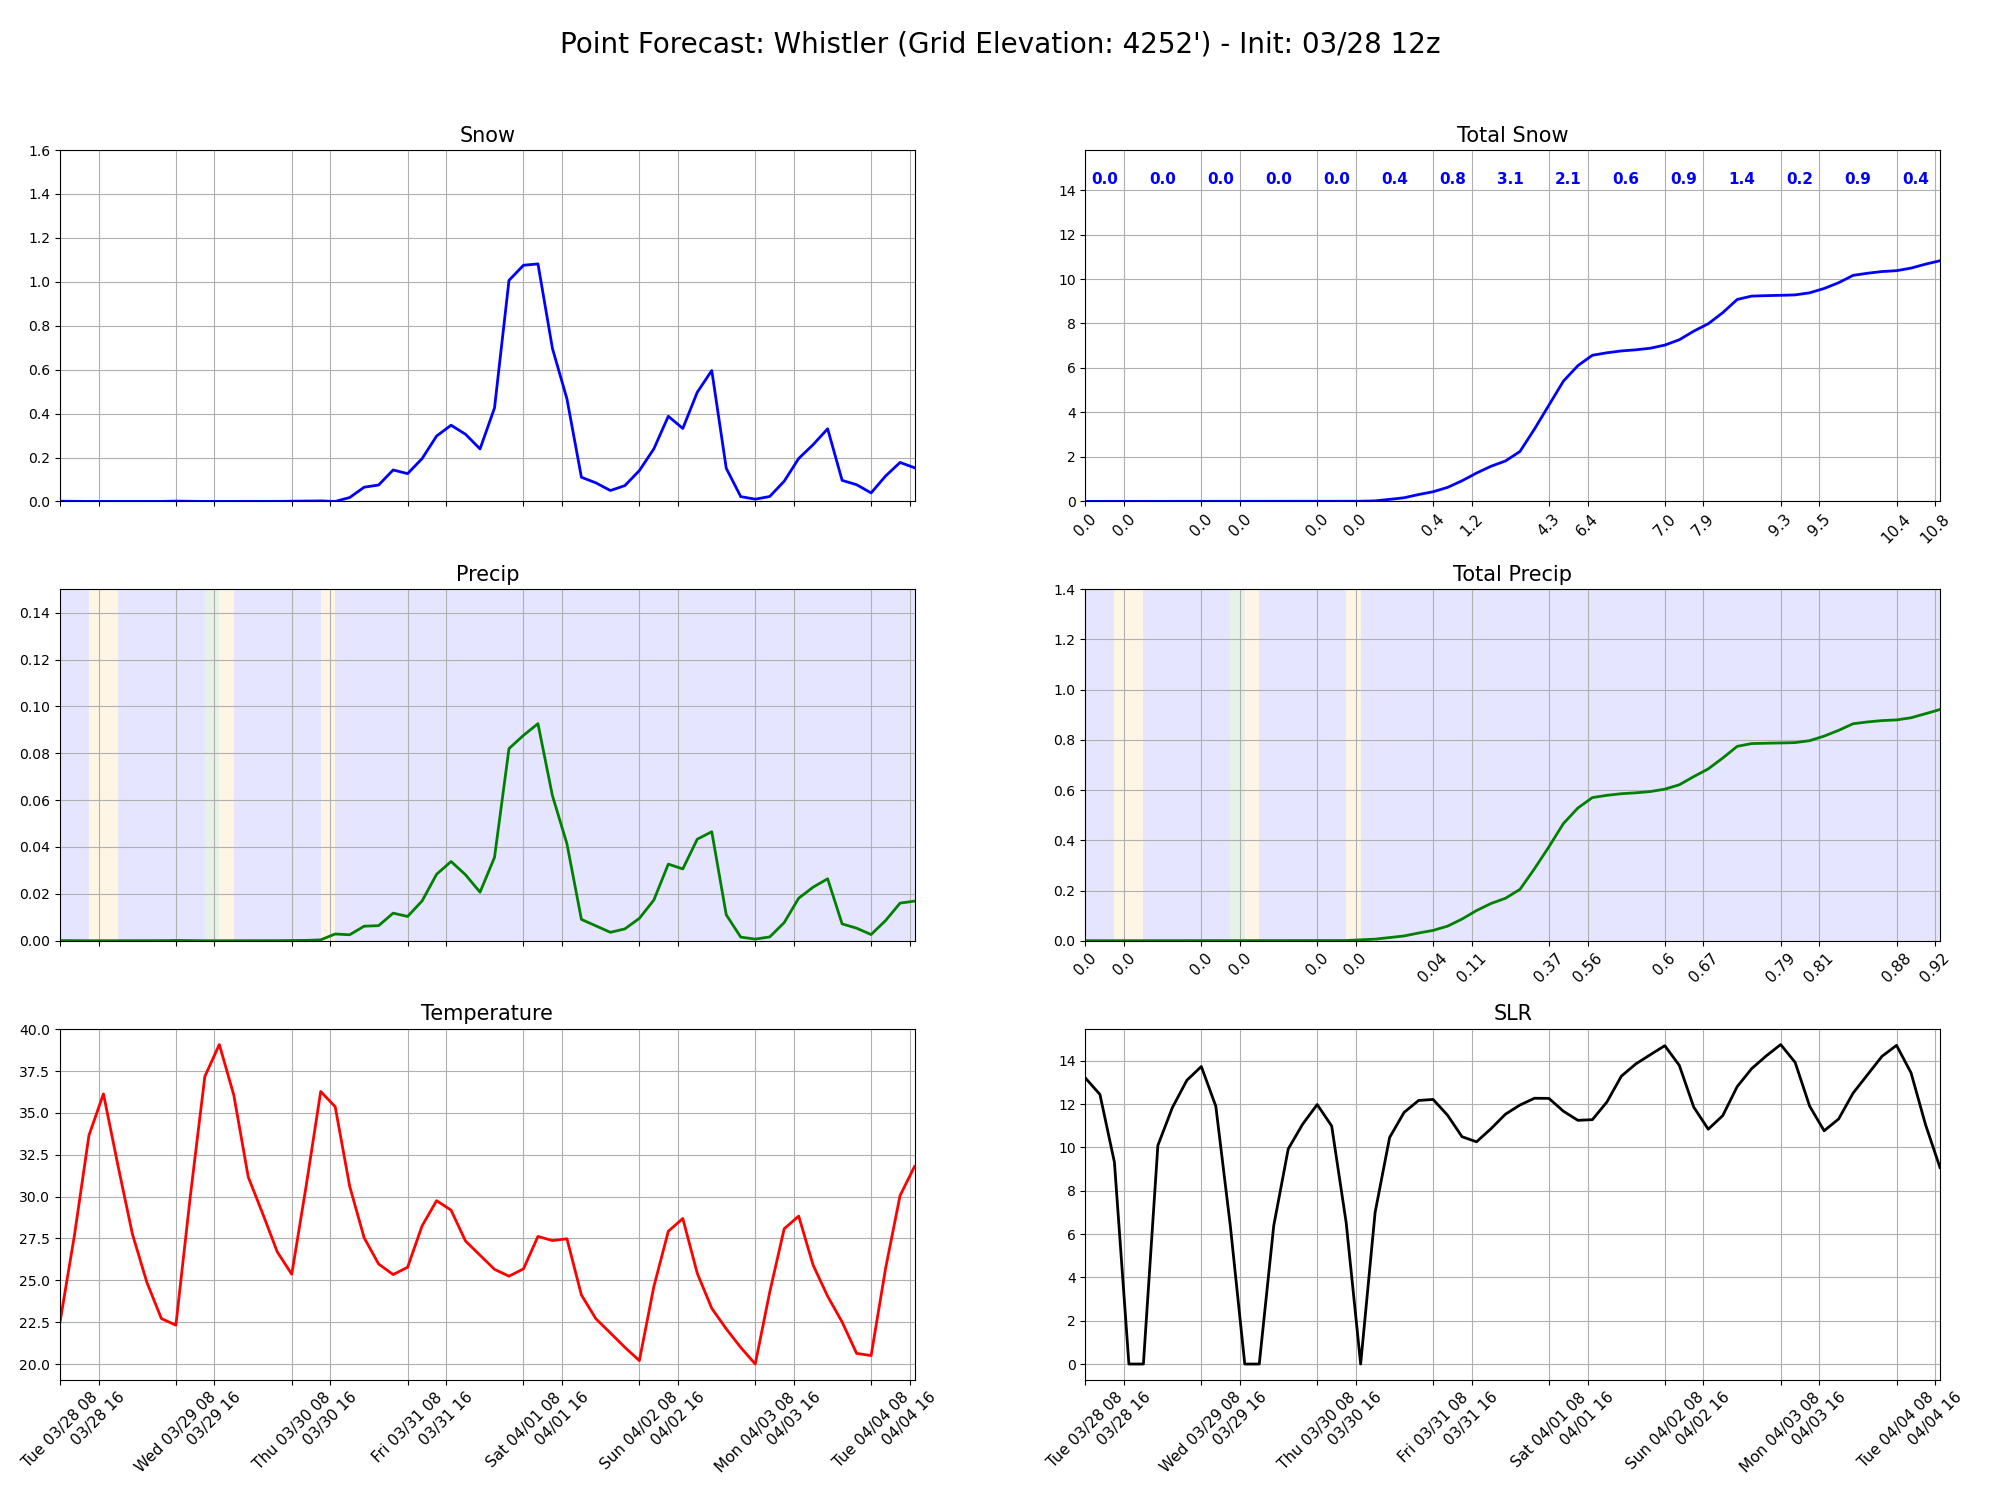 Point Forecast: Whistler (Grid Elevation: 4252') - Init: 03/28 12z
Snow
1.6
1.4
1.2
1.0
0.8
0.6
0.4
0.2
0.0
Total Snow
0.0 0.0 0.0 0.0 0.0 0.4 0.8 3.1 2.1 0.6 0.9 1.4 0.2 0.9 0.4
14
12
10
8
6
4
2
0
0.0 0.0 0.0 0.0 0.0 0.0 0.4 1.2 4.3 6.4 7.0 7.9 9.3 9.5 10.4 10.8
Precip
0.14
0.12
0.10
0.08
0.06
0.04
0.02
0.00
Total Precip
1.4
1.2
1.0
0.8
0.6
0.4
0.2
0.0
0.0 0.0 0.0 0.0 0.0 0.0 0.04 0.11 0.37 0.56 0.6 0.67 0.79 0.81 0.88 0.92
Temperature
40.0
37.5
35.0
32.5
30.0
27.5
25.0
22.5
20.0
Tue 03/28 08
03/28 16
Wed 03/29 08
03/29 16
Thu 03/30 08
03/30 16
Fri 03/31 08
03/31 16
Sat 04/01 08
04/01 16
Sun 04/02 08
04/02 16
Mon 04/03 08
04/03 16
Tue 04/04 08
04/04 16
SLR
14
12
10
8
6
4
2
0
Tue 03/28 08
03/28 16
Wed 03/29 08
03/29 16
Thu 03/30 08
03/30 16
Fri 03/31 08
03/31 16
Sat 04/01 08
04/01 16
Sun 04/02 08
04/02 16
Mon 04/03 08
04/03 16
Tue 04/04 08
04/04 16